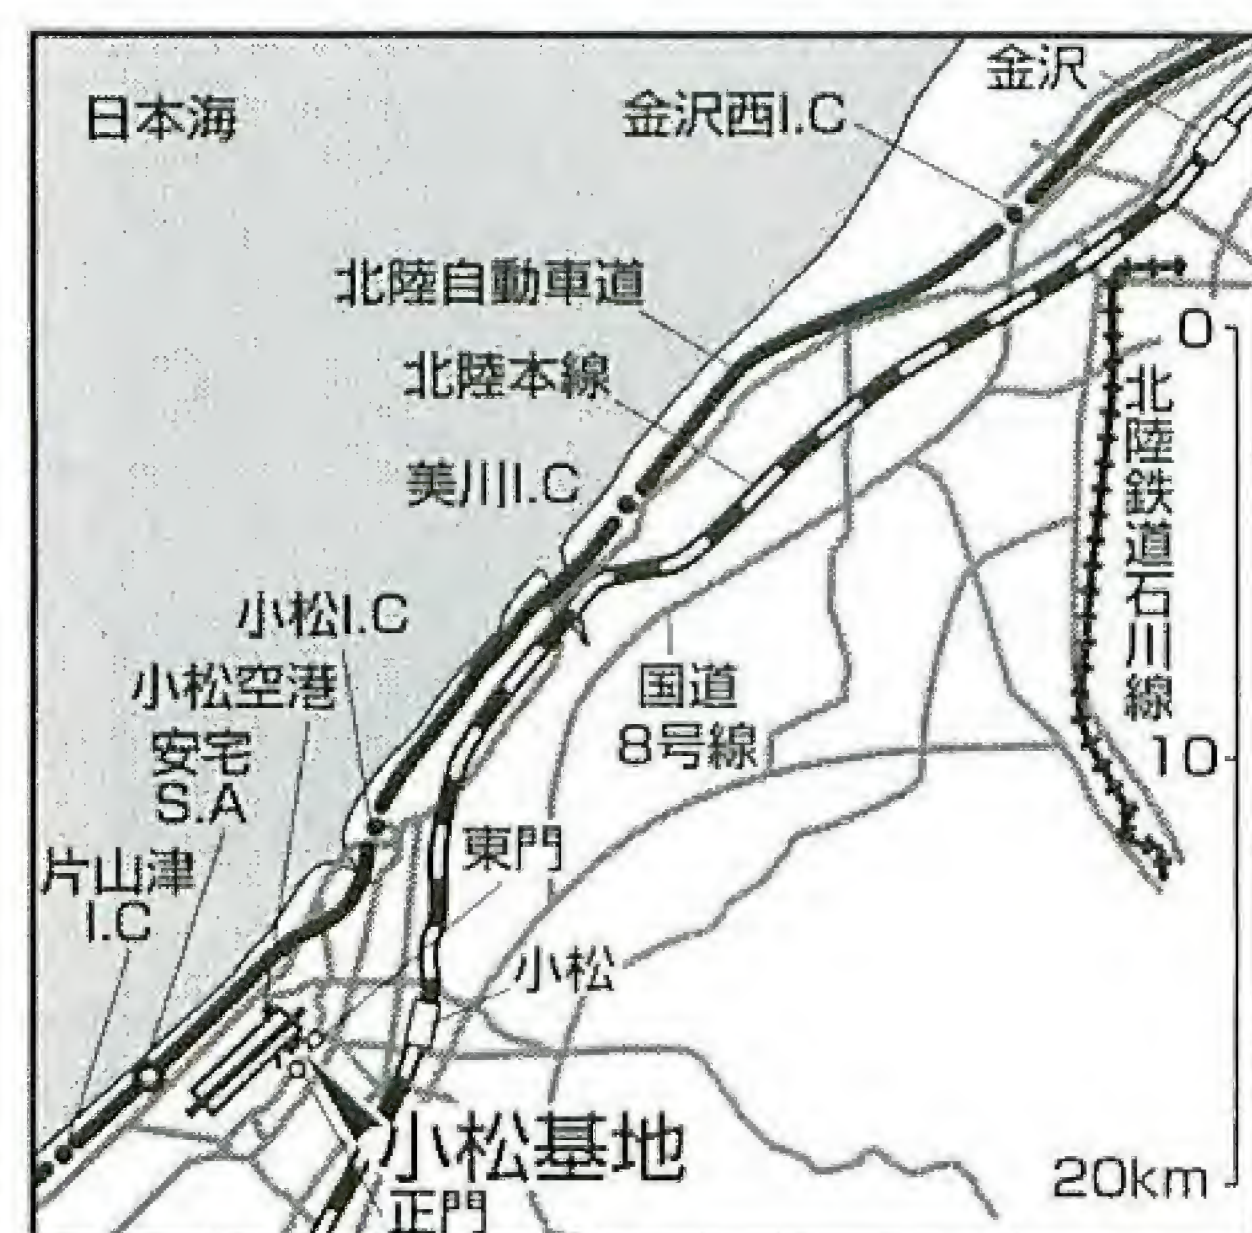 日本海
金沢
金沢西I.C
北陸自動車道
北陸本線
美川I.C
0
北陸鉄道石川線
小松I.C
小松空港
安宅
S.A
片山津
I.C
国道
8号線
10
東門
小松
小松基地
正門
20km